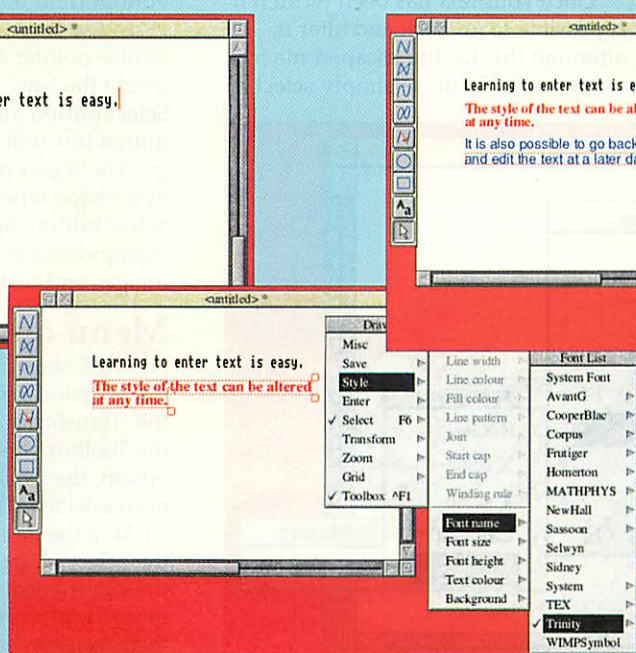 <untitled> *
text is easy.
<untitled> *
Learning to enter text is
The style of the text can be
at any time.
It is also possible to go back
and edit the text at a later
Aa
<untitled> *
Learning to enter text is easy.
The style of the text can be altered
at any time.
Aa
Misc
Save
Style
Enter
✓ Select F6
Transform
Zoom
Grid
✓ Toolbox ^F1
Line width
Line colour
Fill colour
Line pattern
Join
Start cap
End cap
Winding rule
Font name
Font size
Font height
Text colour
Background
Font List
System Font
AvantG
CooperBlac
Corpus
Frutiger
Homerton
MATHPHYS
NewHall
Sassoon
Selwyn
Sidney
System
TEX
✓ Trinity
WIMPSymbol
Menu